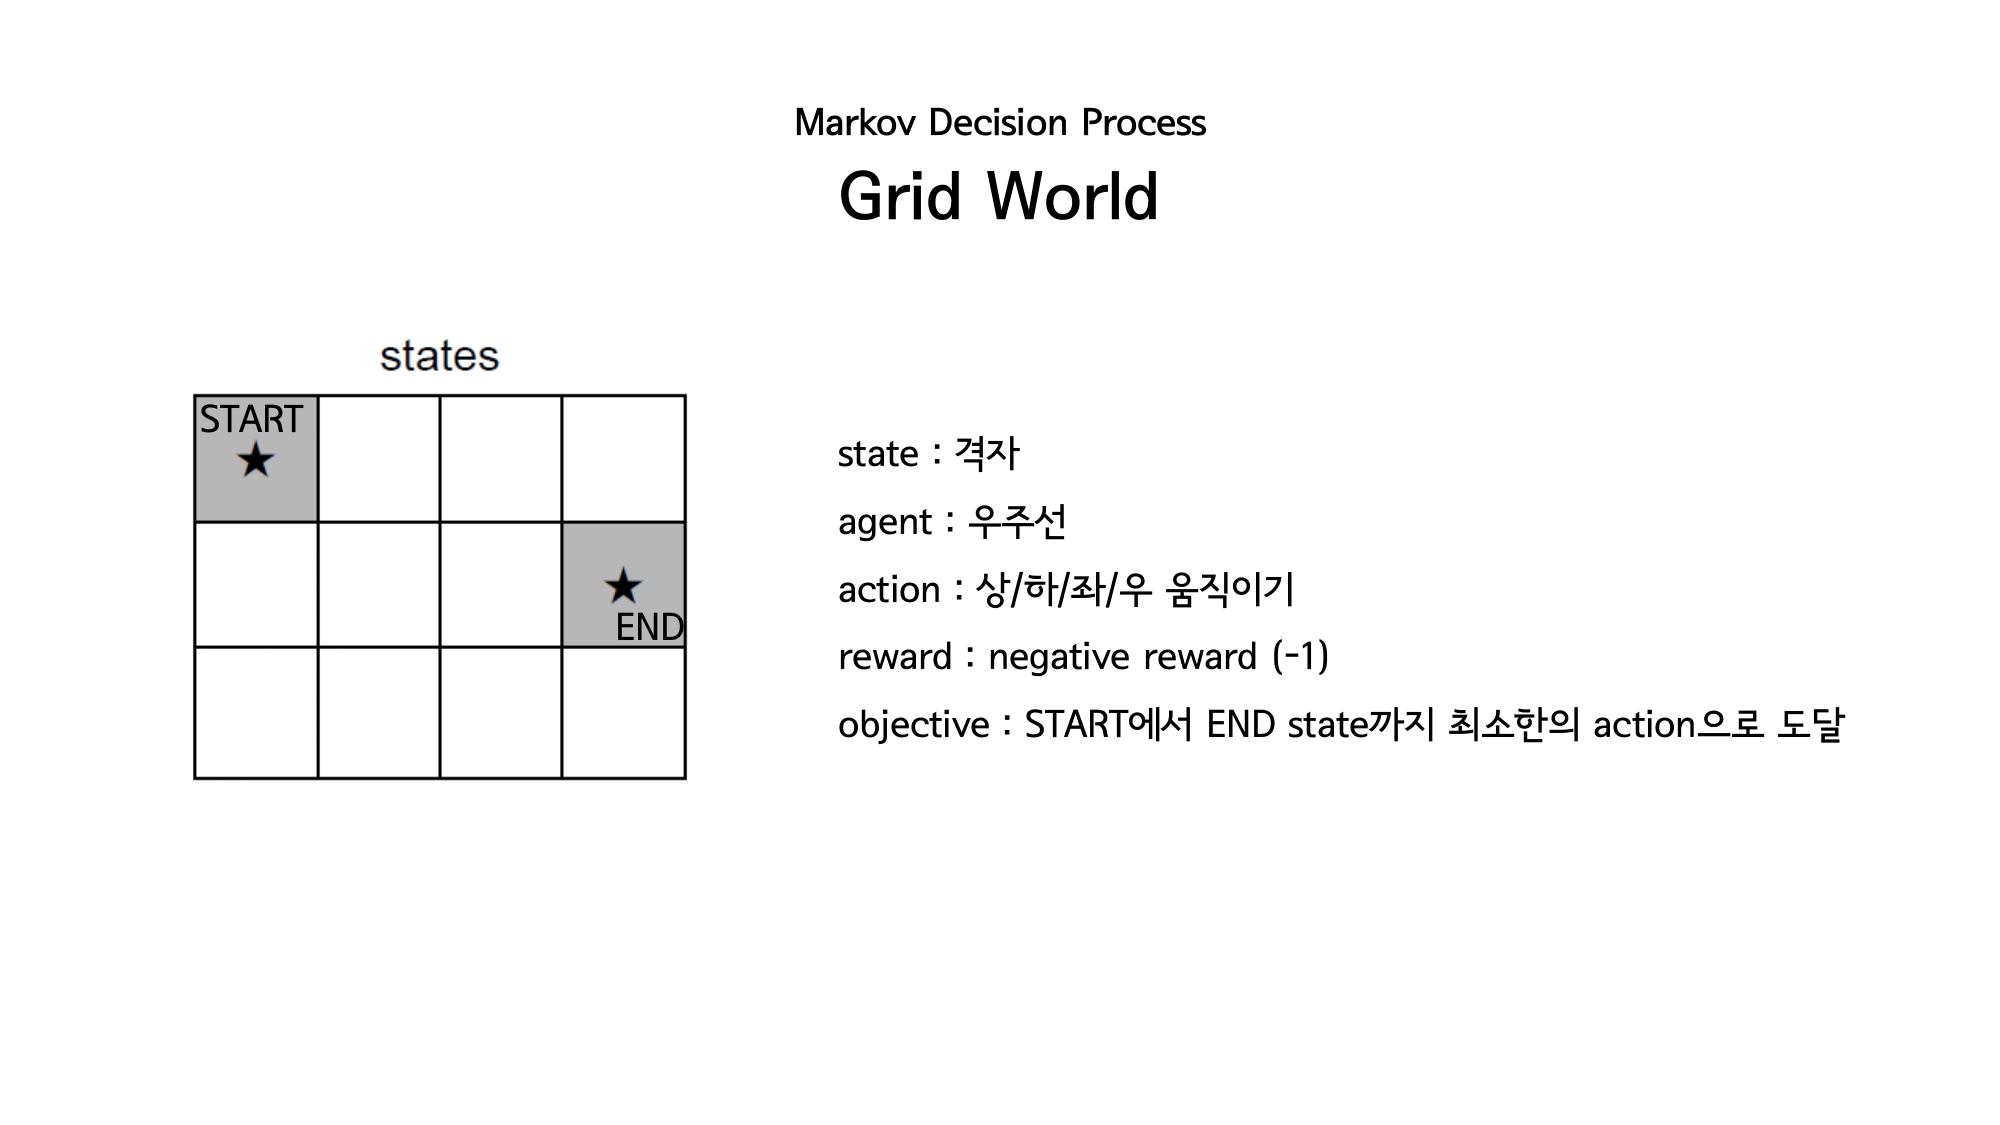 Markov Decision Process
Grid World
states
START
END
state : 격자
agent : 우주선
action : 상/하/좌/우 움직이기
reward : negative reward (-1)
objective : START에서 END state까지 최소한의 action으로 도달